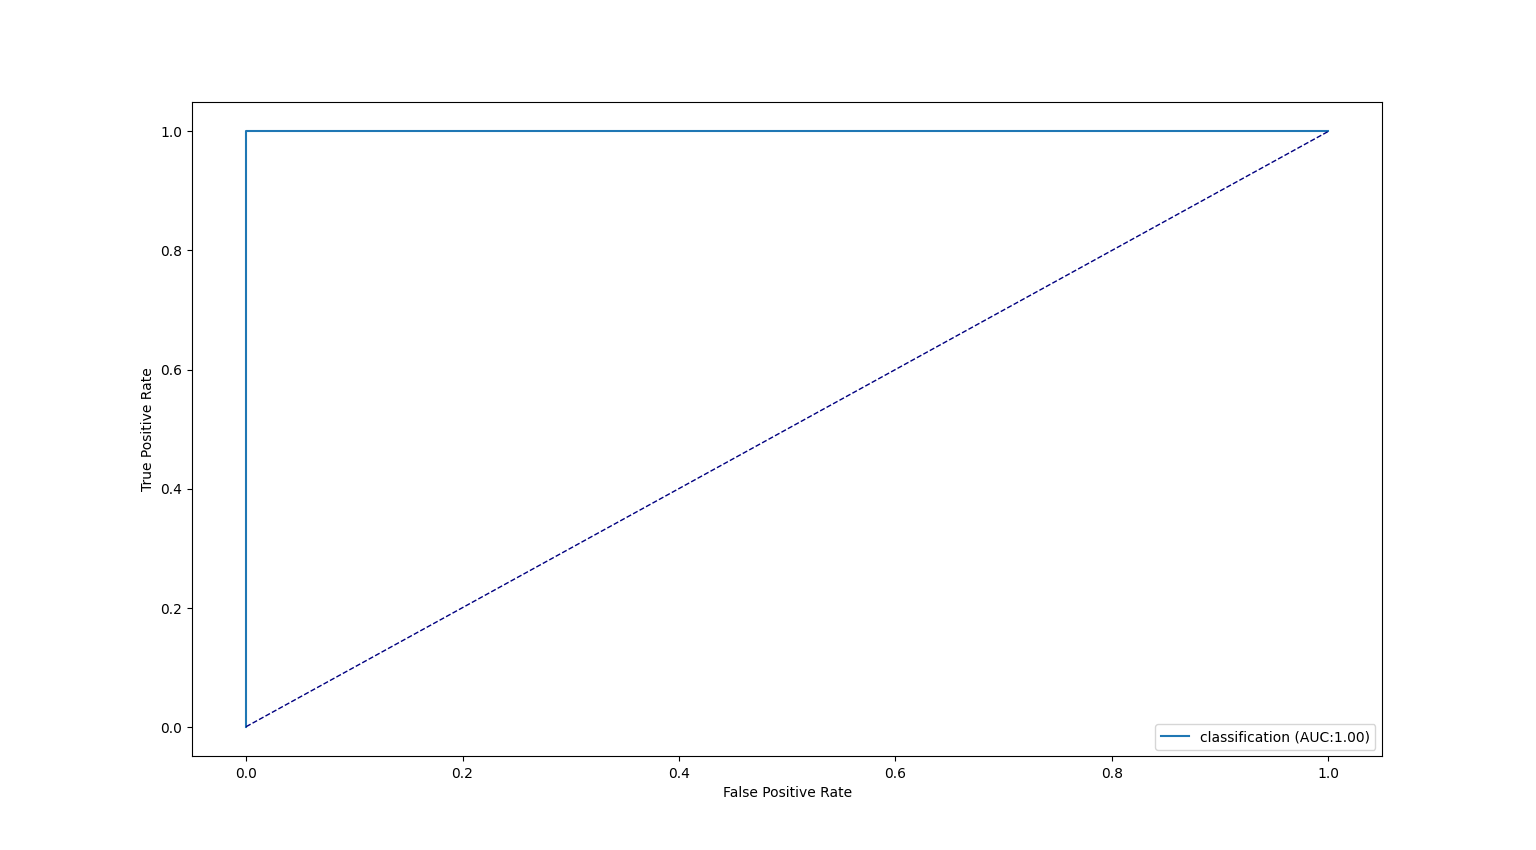 1.0
0.8
0.6
0.4
0.2
0.0
True Positive Rate
classification (AUC:1.00)
0.0 0.2 0.4 0.6 0.8 1.0
False Positive Rate